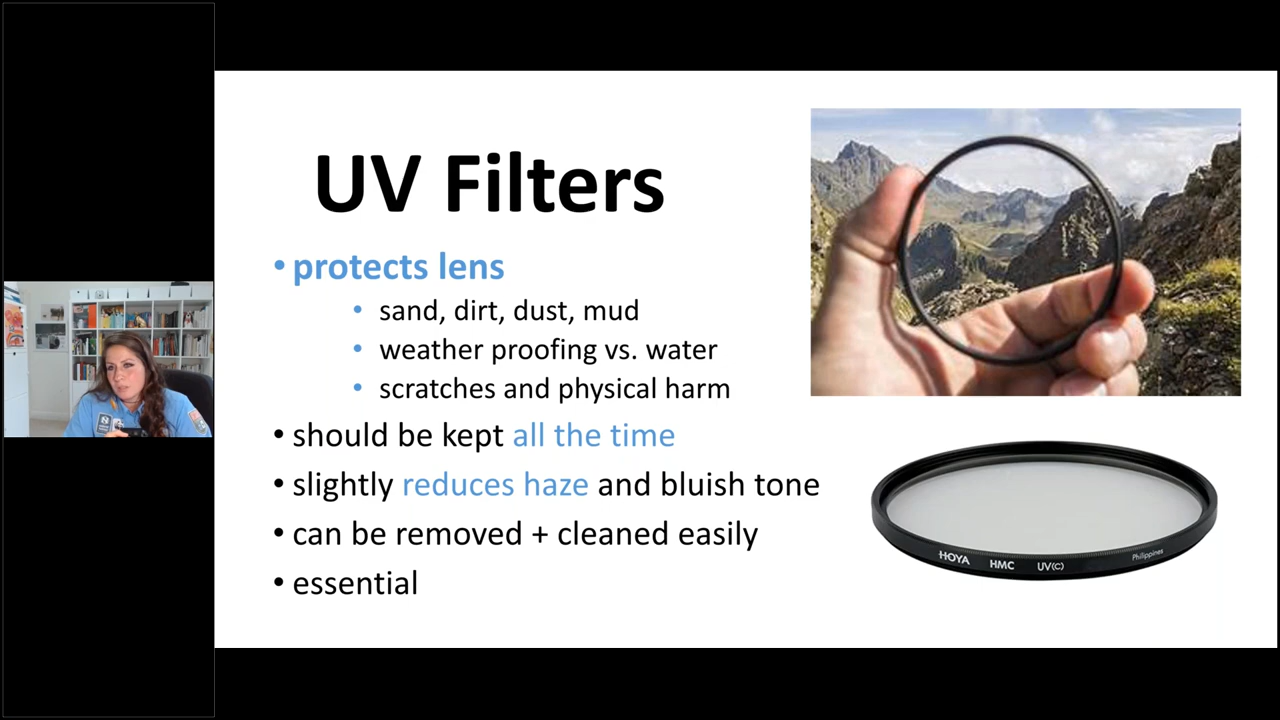 UV Filters
• protects lens
• sand, dirt, dust, mud
• weather proofing vs. water
• scratches and physical harm
• should be kept all the time
• slightly reduces haze and bluish tone
• can be removed + cleaned easily
• essential
HOYA HMC UV(C) Philippines